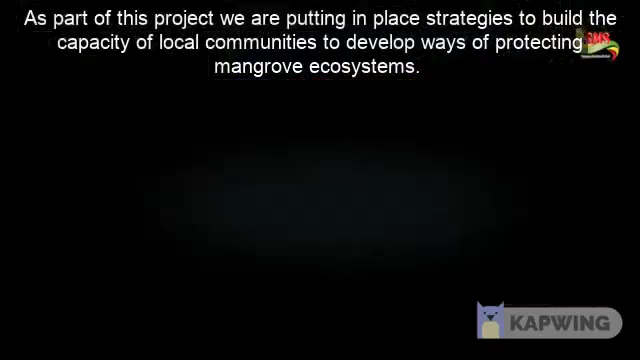 As part of this project we are putting in place strategies to build the
capacity of local communities to develop ways of protecting
mangrove ecosystems.
SMS
KAPWING